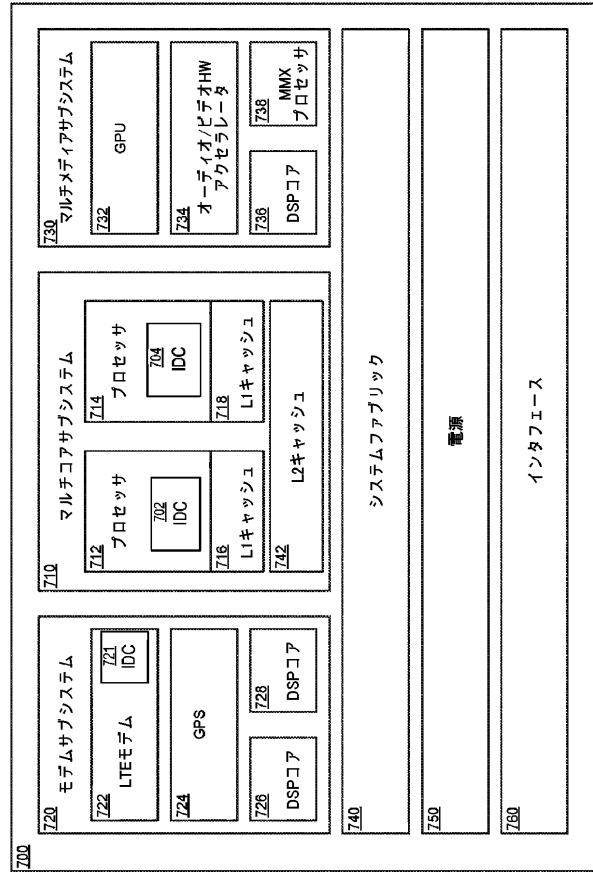 700
720
モデムサブシステム
722
LTEモデム
721
IDC
724
GPS
726
DSPコア
728
DSPコア
710
マルチコアサブシステム
712
プロセッサ
702
IDC
716
L1キャッシュ
714
プロセッサ
704
IDC
718
L1キャッシュ
742
L2キャッシュ
730
マルチメディアサブシステム
732
GPU
734
オーディオ/ビデオHW
アクセラレータ
736
DSPコア
738
MMX
プロセッサ
740
システムファブリック
750
電源
760
インタフェース